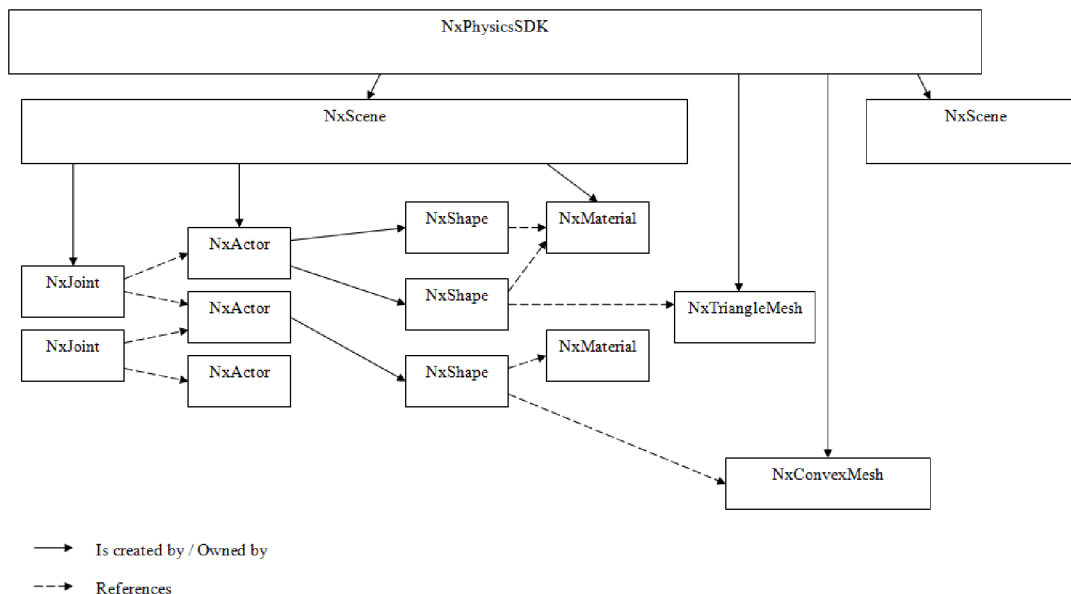 NxPhysicsSDK
NxScene
NxScene
NxShape
NxMaterial
NxActor
NxJoint
NxShape
NxActor
NxTriangleMesh
NxJoint
NxMaterial
NxActor
NxShape
NxConvexMesh
Is created by / Owned by
References